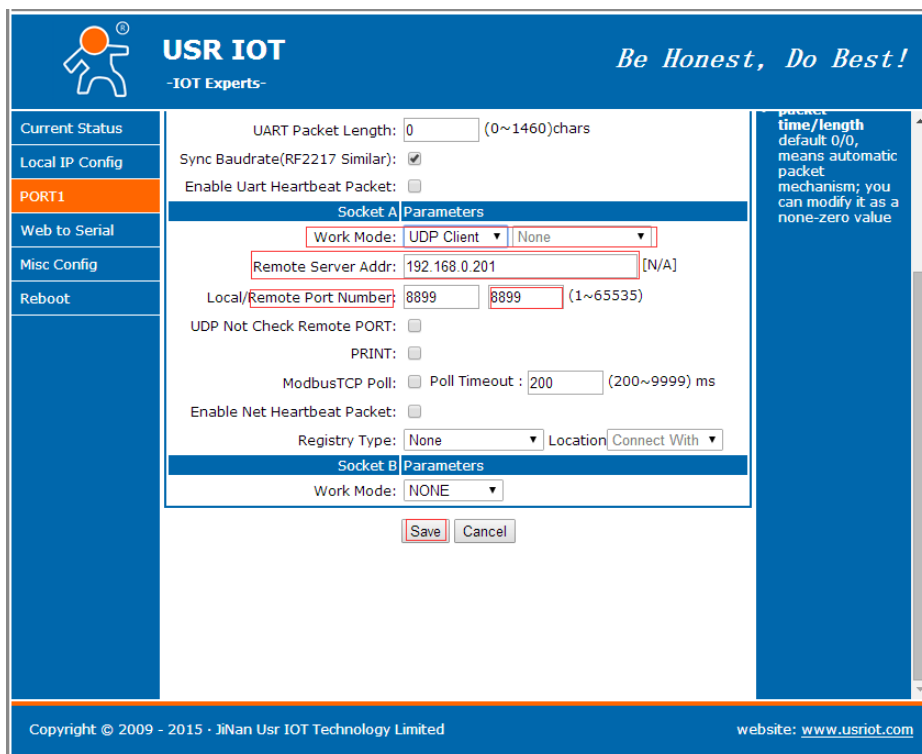 ®
USR IOT
-IOT Experts-
Be Honest, Do Best!
Current Status
Local IP Config
PORT1
Web to Serial
Misc Config
Reboot
UART Packet Length: 0 (0~1460)chars
Sync Baudrate(RF2217 Similar):
Enable Uart Heartbeat Packet:
Socket A Parameters
Work Mode: UDP Client None
Remote Server Addr: 192.168.0.201 [N/A]
Local/Remote Port Number: 8899 8899 (1~65535)
UDP Not Check Remote PORT:
PRINT:
ModbusTCP Poll: Poll Timeout : 200 (200~9999) ms
Enable Net Heartbeat Packet:
Registry Type: None Location Connect With
Socket B Parameters
Work Mode: NONE
Save Cancel
packet
time/length
default 0/0,
means automatic
packet
mechanism; you
can modify it as a
none-zero value
Copyright © 2009 - 2015 · JiNan Usr IOT Technology Limited
website: www.usriot.com